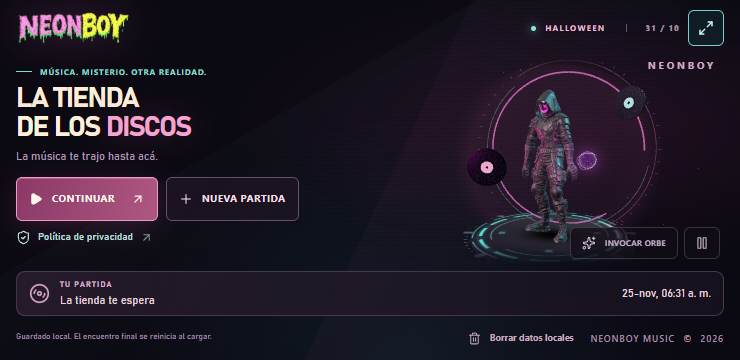 NEONBOY
HALLOWEEN | 31 / 10
NEONBOY
MÚSICA. MISTERIO. OTRA REALIDAD.
LA TIENDA
DE LOS DISCOS
La música te trajo hasta acá.
CONTINUAR
NUEVA PARTIDA
Política de privacidad
INVOCAR ORBE
TU PARTIDA
La tienda te espera
25-nov, 06:31 a. m.
Guardado local. El encuentro final se reinicia al cargar.
Borrar datos locales
NEONBOY MUSIC © 2026